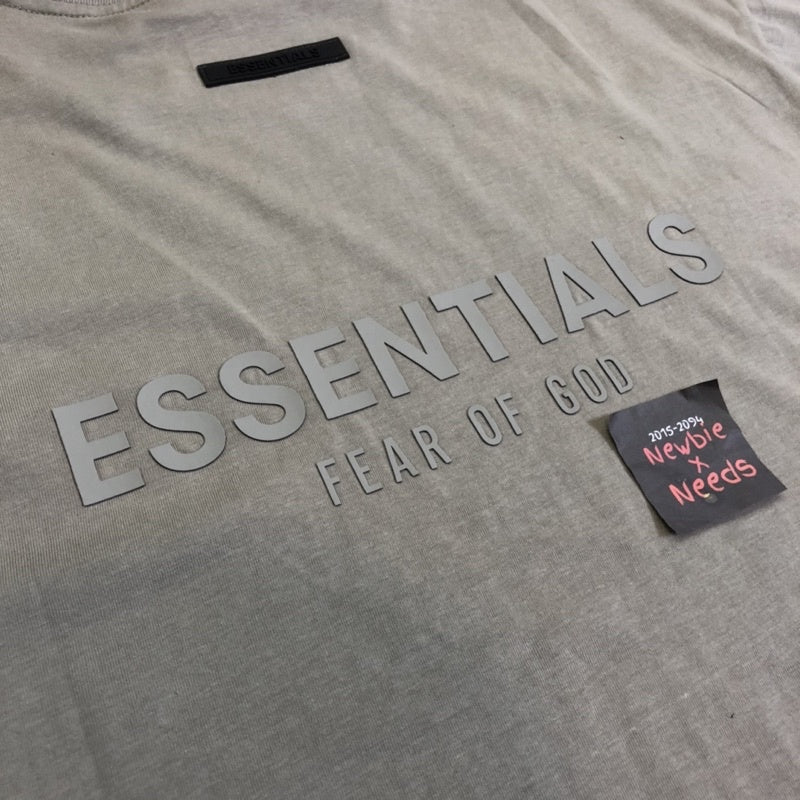 ESSENTIALS
ESSENTIALS
FEAR OF GOD
2015-2094
Newbie
x
Needs